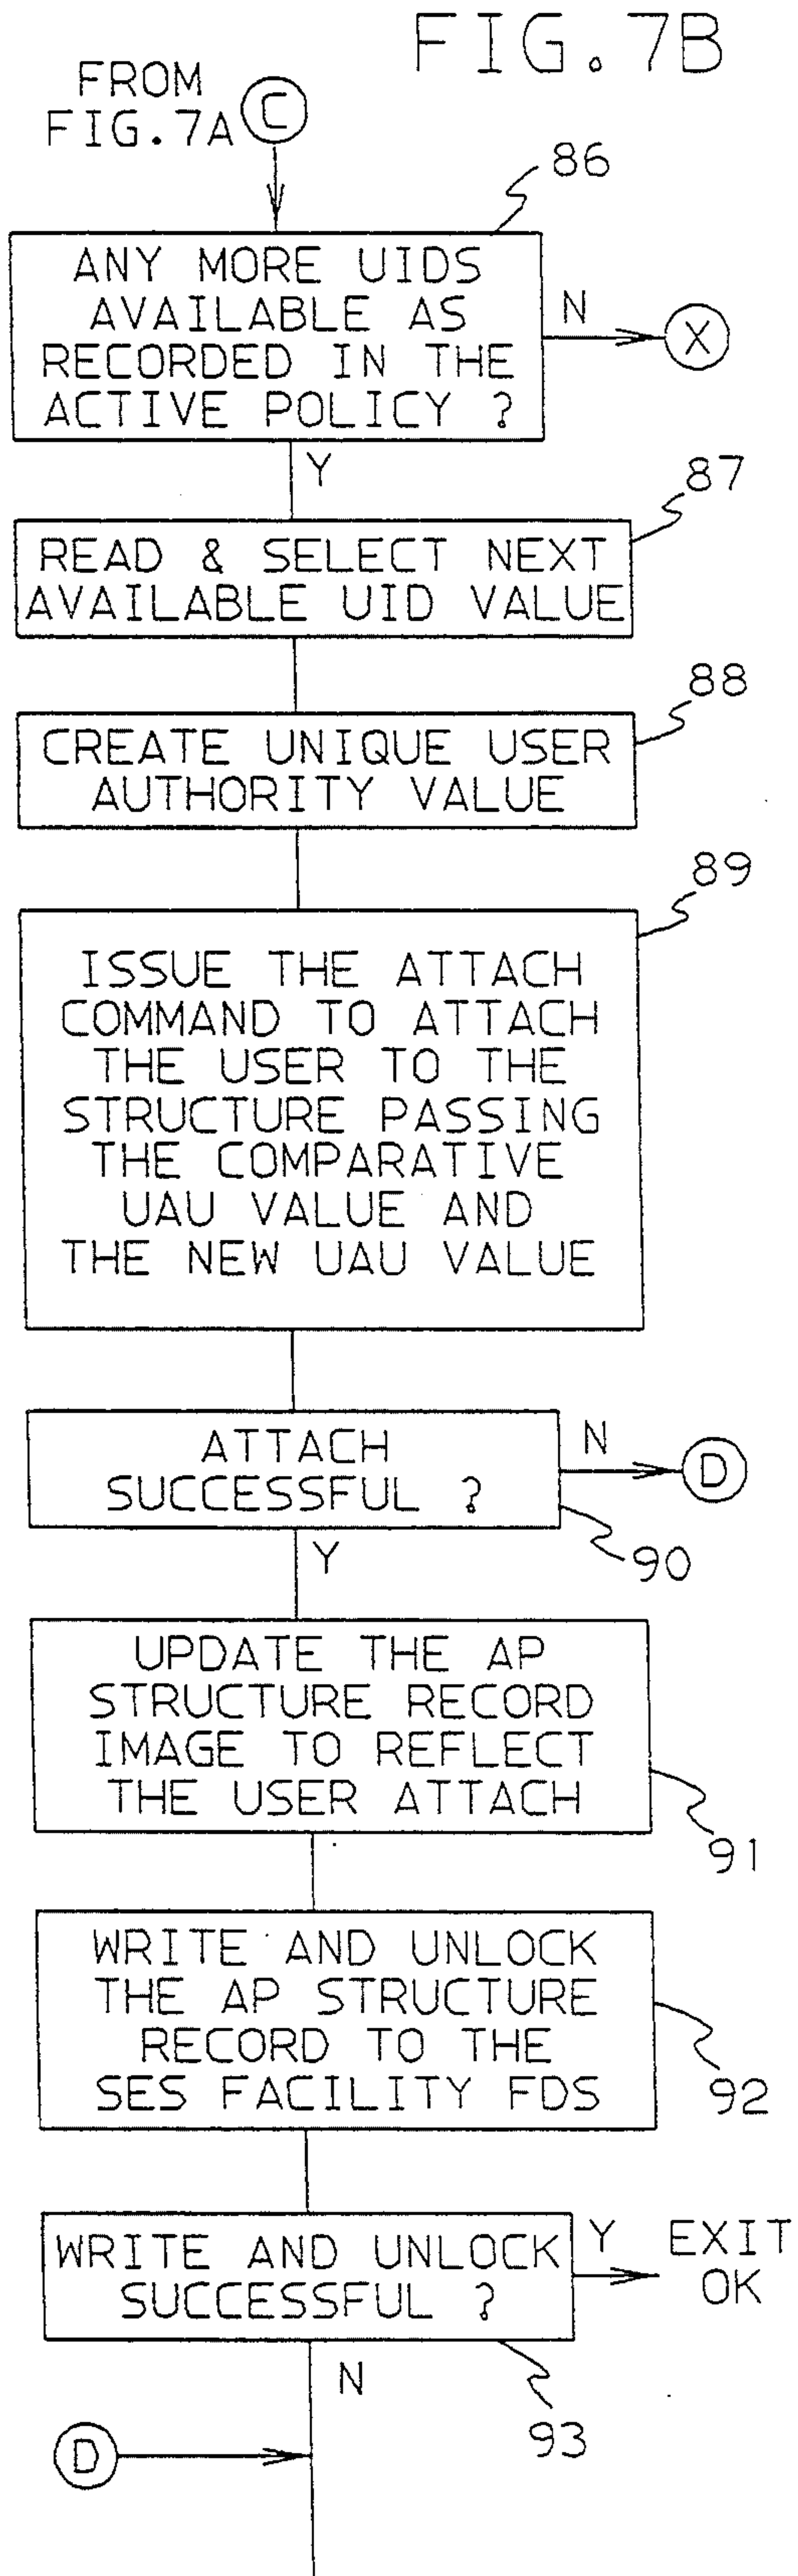 FIG. 7B
FROM
FIG.7A
C
86
ANY MORE UIDS
AVAILABLE AS
RECORDED IN THE
ACTIVE POLICY ?
N
X
Y
87
READ & SELECT NEXT
AVAILABLE UID VALUE
88
CREATE UNIQUE USER
AUTHORITY VALUE
89
ISSUE THE ATTACH
COMMAND TO ATTACH
THE USER TO THE
STRUCTURE PASSING
THE COMPARATIVE
UAU VALUE AND
THE NEW UAU VALUE
ATTACH
SUCCESSFUL ?
N
D
90
Y
UPDATE THE AP
STRUCTURE RECORD
IMAGE TO REFLECT
THE USER ATTACH
91
WRITE AND UNLOCK
THE AP STRUCTURE
RECORD TO THE
SES FACILITY FDS
92
WRITE AND UNLOCK
SUCCESSFUL ?
Y
EXIT
OK
N
93
D